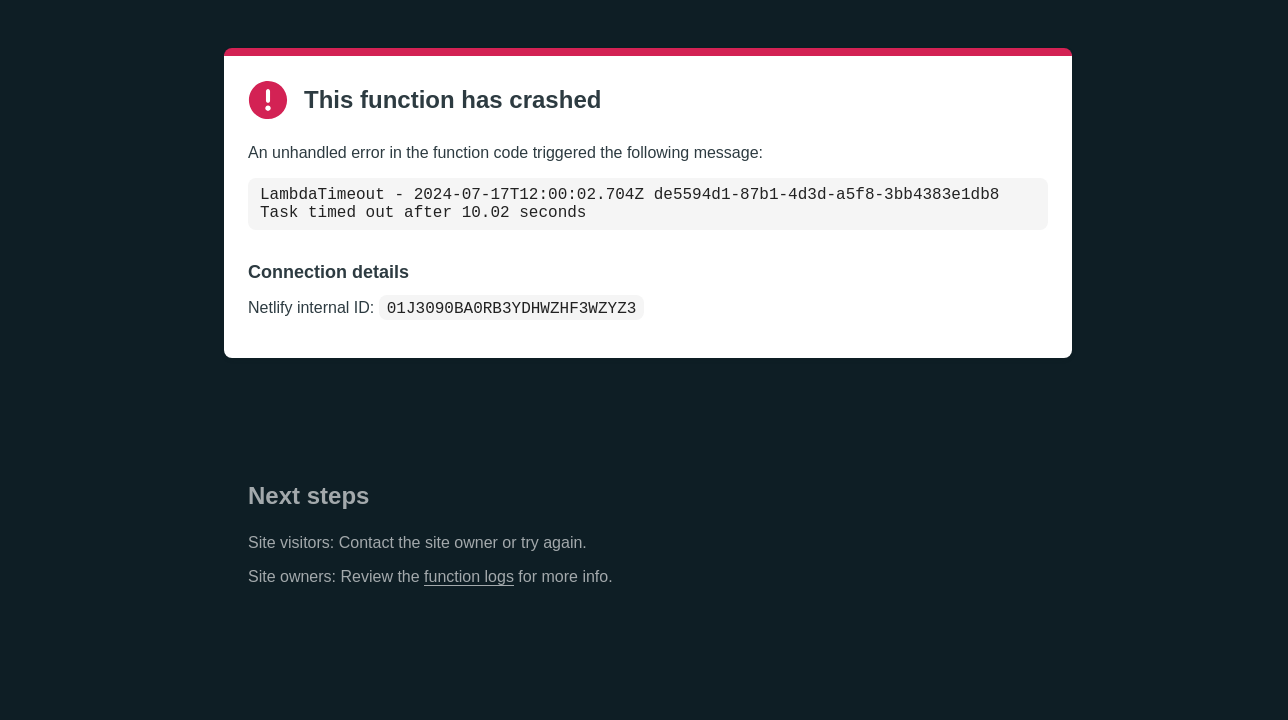 This function has crashed
An unhandled error in the function code triggered the following message:
LambdaTimeout - 2024-07-17T12:00:02.704Z de5594d1-87b1-4d3d-a5f8-3bb4383e1db8
Task timed out after 10.02 seconds
Connection details
Netlify internal ID: 01J3090BA0RB3YDHWZHF3WZYZ3
Next steps
Site visitors: Contact the site owner or try again.
Site owners: Review the function logs for more info.